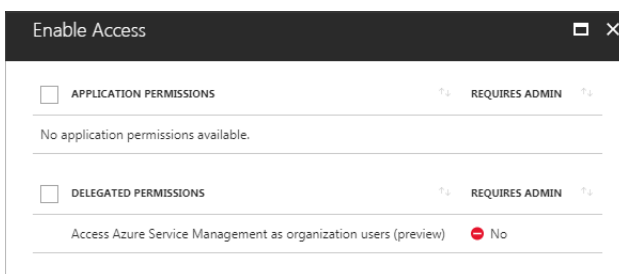 Enable Access
APPLICATION PERMISSIONS REQUIRES ADMIN
No application permissions available.
DELEGATED PERMISSIONS REQUIRES ADMIN
Access Azure Service Management as organization users (preview) No